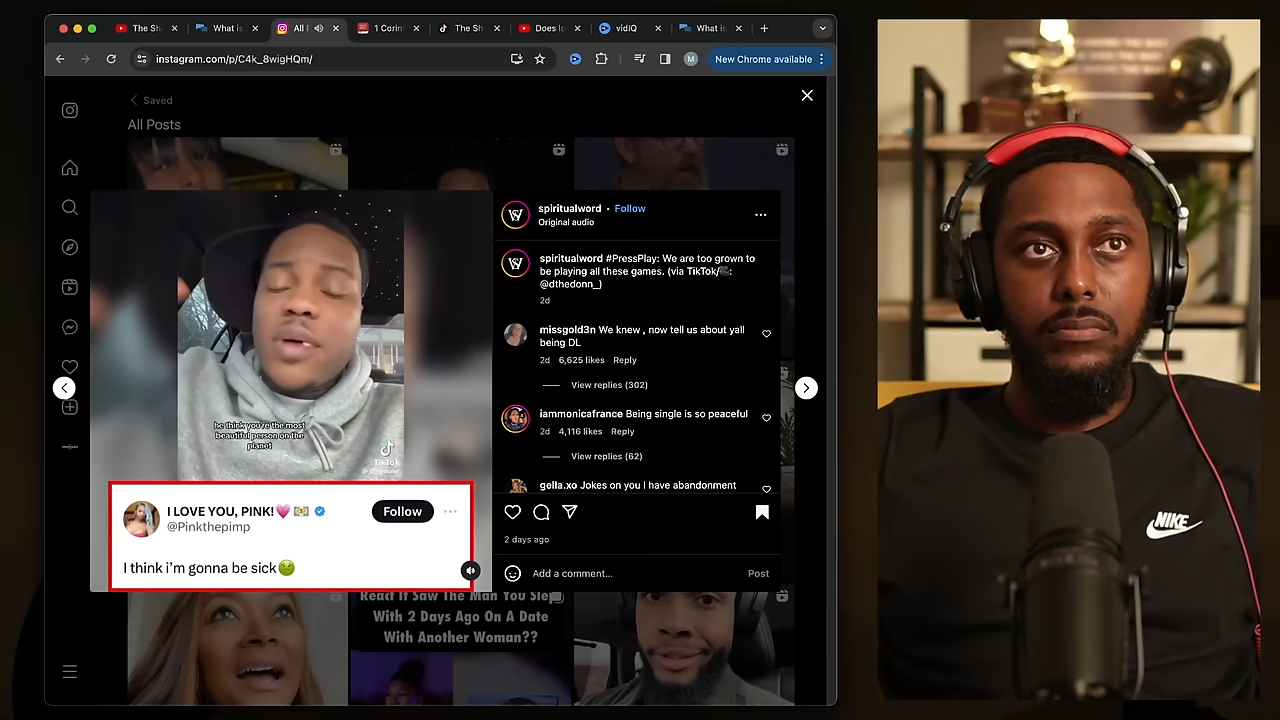 The Sh
What is
All
1 Corin
The Sh
Does lo
vidIQ
What is
instagram.com/p/C4k_8wigHQm/
M
New Chrome available
Saved
All Posts
he think you're the most
beautiful person on the
planet
TikTok
I LOVE YOU, PINK!
@Pinkthepimp
Follow
I think i'm gonna be sick
spiritualword • Follow
Original audio
spiritualword #PressPlay: We are too grown to
be playing all these games. (via TikTok/
@dthedonn_)
2d
missgold3n We knew , now tell us about yall
being DL
2d 6,625 likes Reply
View replies (302)
iammonicafrance Being single is so peaceful
2d 4,116 likes Reply
View replies (62)
gella.xo Jokes on you I have abandonment
2 days ago
Add a comment...
Post
React If Saw The Man You Slep
With 2 Days Ago On A Date
With Another Woman??
NIKE